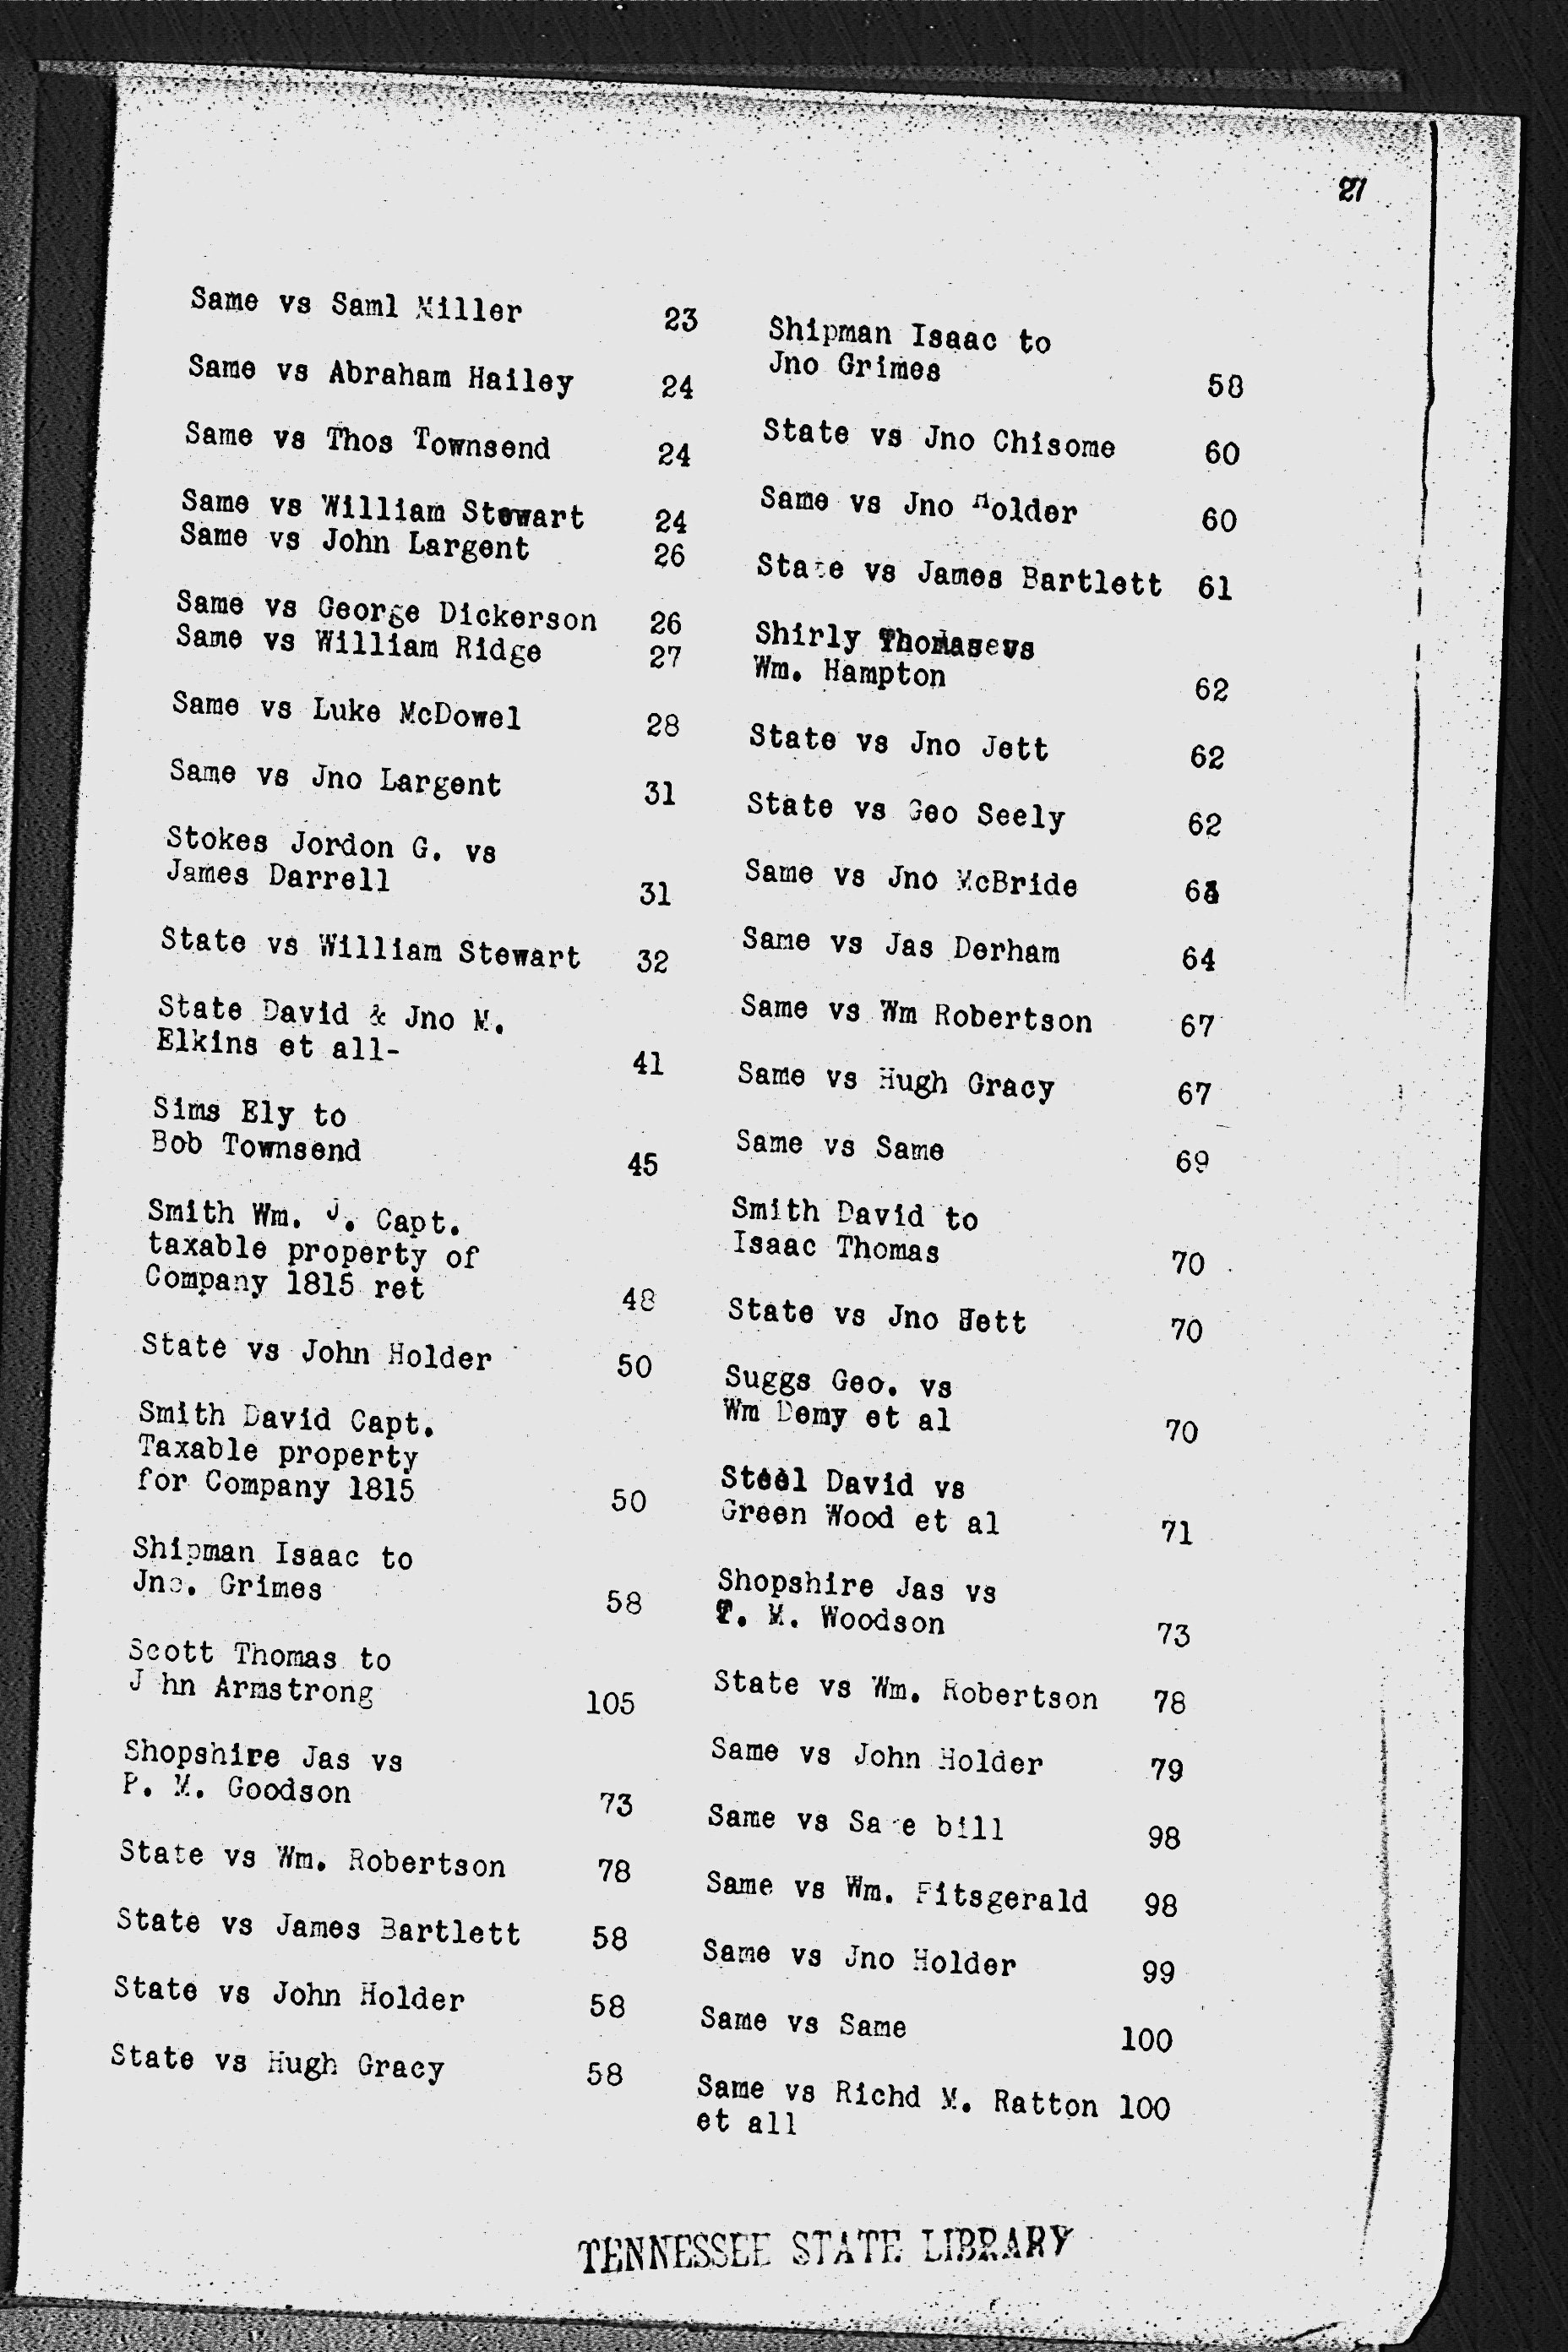 27
Same vs Saml Miller 23
Same vs Abraham Hailey 24
Same vs Thos Townsend 24
Same vs William Stewart 24
Same vs John Largent 26
Same vs George Dickerson 26
Same vs William Ridge 27
Same vs Luke McDowel 28
Same vs Jno Largent 31
Stokes Jordon G. vs
James Darrell 31
State vs William Stewart 32
State David & Jno M.
Elkins et all- 41
Sims Ely to
Bob Townsend 45
Smith Wm. J. Capt.
taxable property of
Company 1815 ret 48
State vs John Holder 50
Smith David Capt.
Taxable property
for Company 1815 50
Shipman Isaac to
Jno. Grimes 58
Scott Thomas to
J hn Armstrong 105
Shopshire Jas vs
P. M. Goodson 73
State vs Wm. Robertson 78
State vs James Bartlett 58
State vs John Holder 58
State vs Hugh Gracy 58
Shipman Isaac to
Jno Grimes 58
State vs Jno Chisome 60
Same vs Jno Holder 60
State vs James Bartlett 61
Shirly Thomas vs
Wm. Hampton 62
State vs Jno Jett 62
State vs Geo Seely 62
Same vs Jno McBride
Same vs Jas Derham 64
Same vs Wm Robertson 67
Same vs Hugh Gracy 67
Same vs Same 69
Smith David to
Isaac Thomas 70
State vs Jno Jett 70
Suggs Geo. vs
Wm Demy et al 70
Steel David vs
Green Wood et al 71
Shopshire Jas vs
P. M. Woodson 73
State vs Wm. Robertson 78
Same vs John Holder 79
Same vs Sa e bill 98
Same vs Wm. Fitsgerald 98
Same vs Jno Holder 99
Same vs Same 100
Same vs Richd M. Ratton 100
et all
TENNESSEE STATE LIBRARY